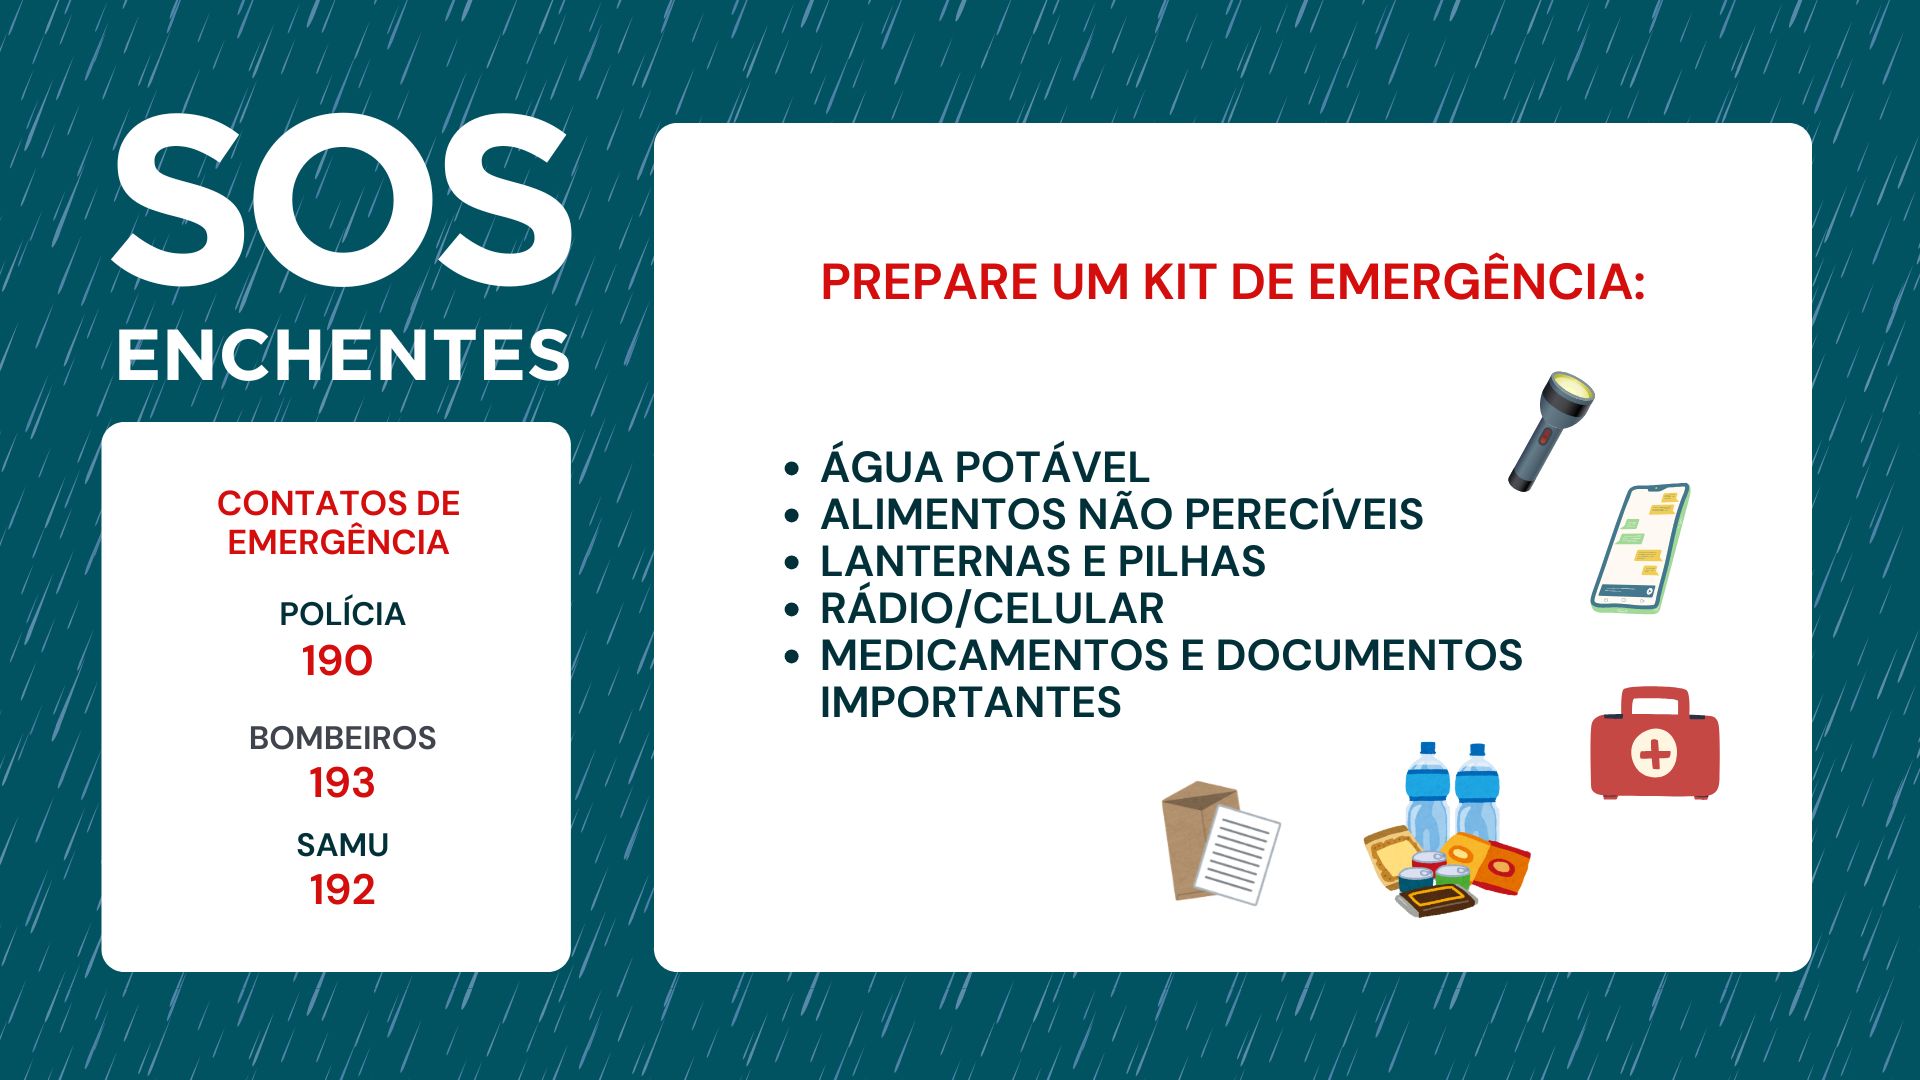 SOS
ENCHENTES
CONTATOS DE
EMERGÊNCIA
POLÍCIA
190
BOMBEIROS
193
SAMU
192
PREPARE UM KIT DE EMERGÊNCIA:
• ÁGUA POTÁVEL
• ALIMENTOS NÃO PERECÍVEIS
• LANTERNAS E PILHAS
• RÁDIO/CELULAR
• MEDICAMENTOS E DOCUMENTOS
IMPORTANTES